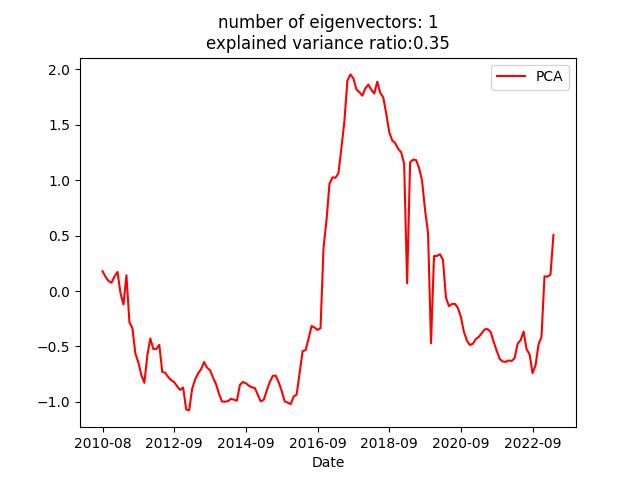 number of eigenvectors: 1
explained variance ratio:0.35
PCA
2.0
1.5
1.0
0.5
0.0
−0.5
−1.0
2010-08 2012-09 2014-09 2016-09 2018-09 2020-09 2022-09
Date